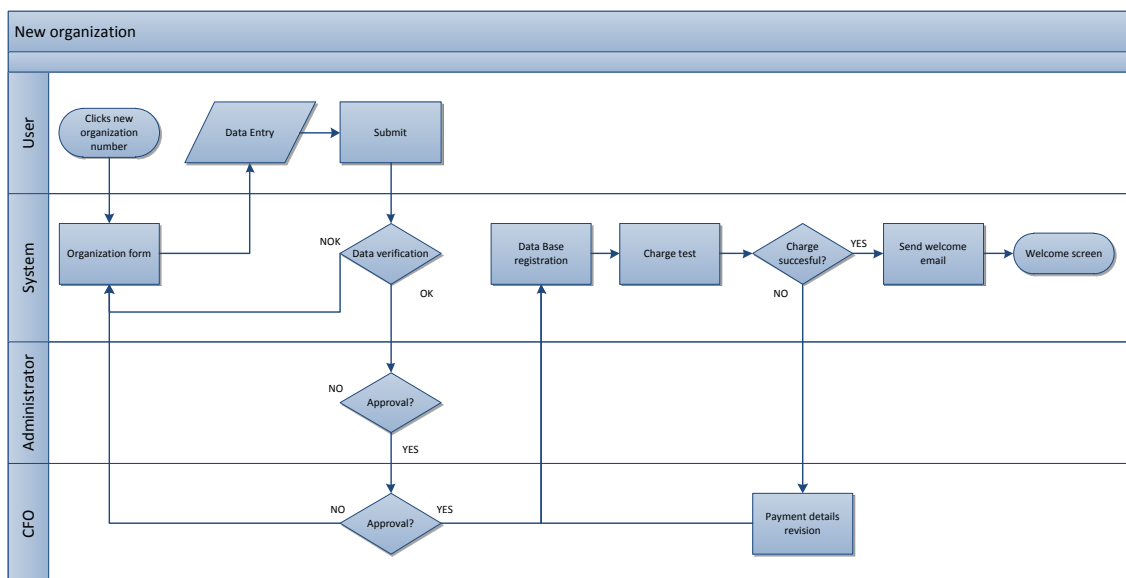 New organization
User
Clicks new
organization
number
Data Entry
Submit
System
Organization form
NOK
Data verification
OK
Data Base
registration
Charge test
Charge
succesful?
YES
NO
Send welcome
email
Welcome screen
Administrator
NO
Approval?
YES
CFO
NO
Approval?
YES
Payment details
revision